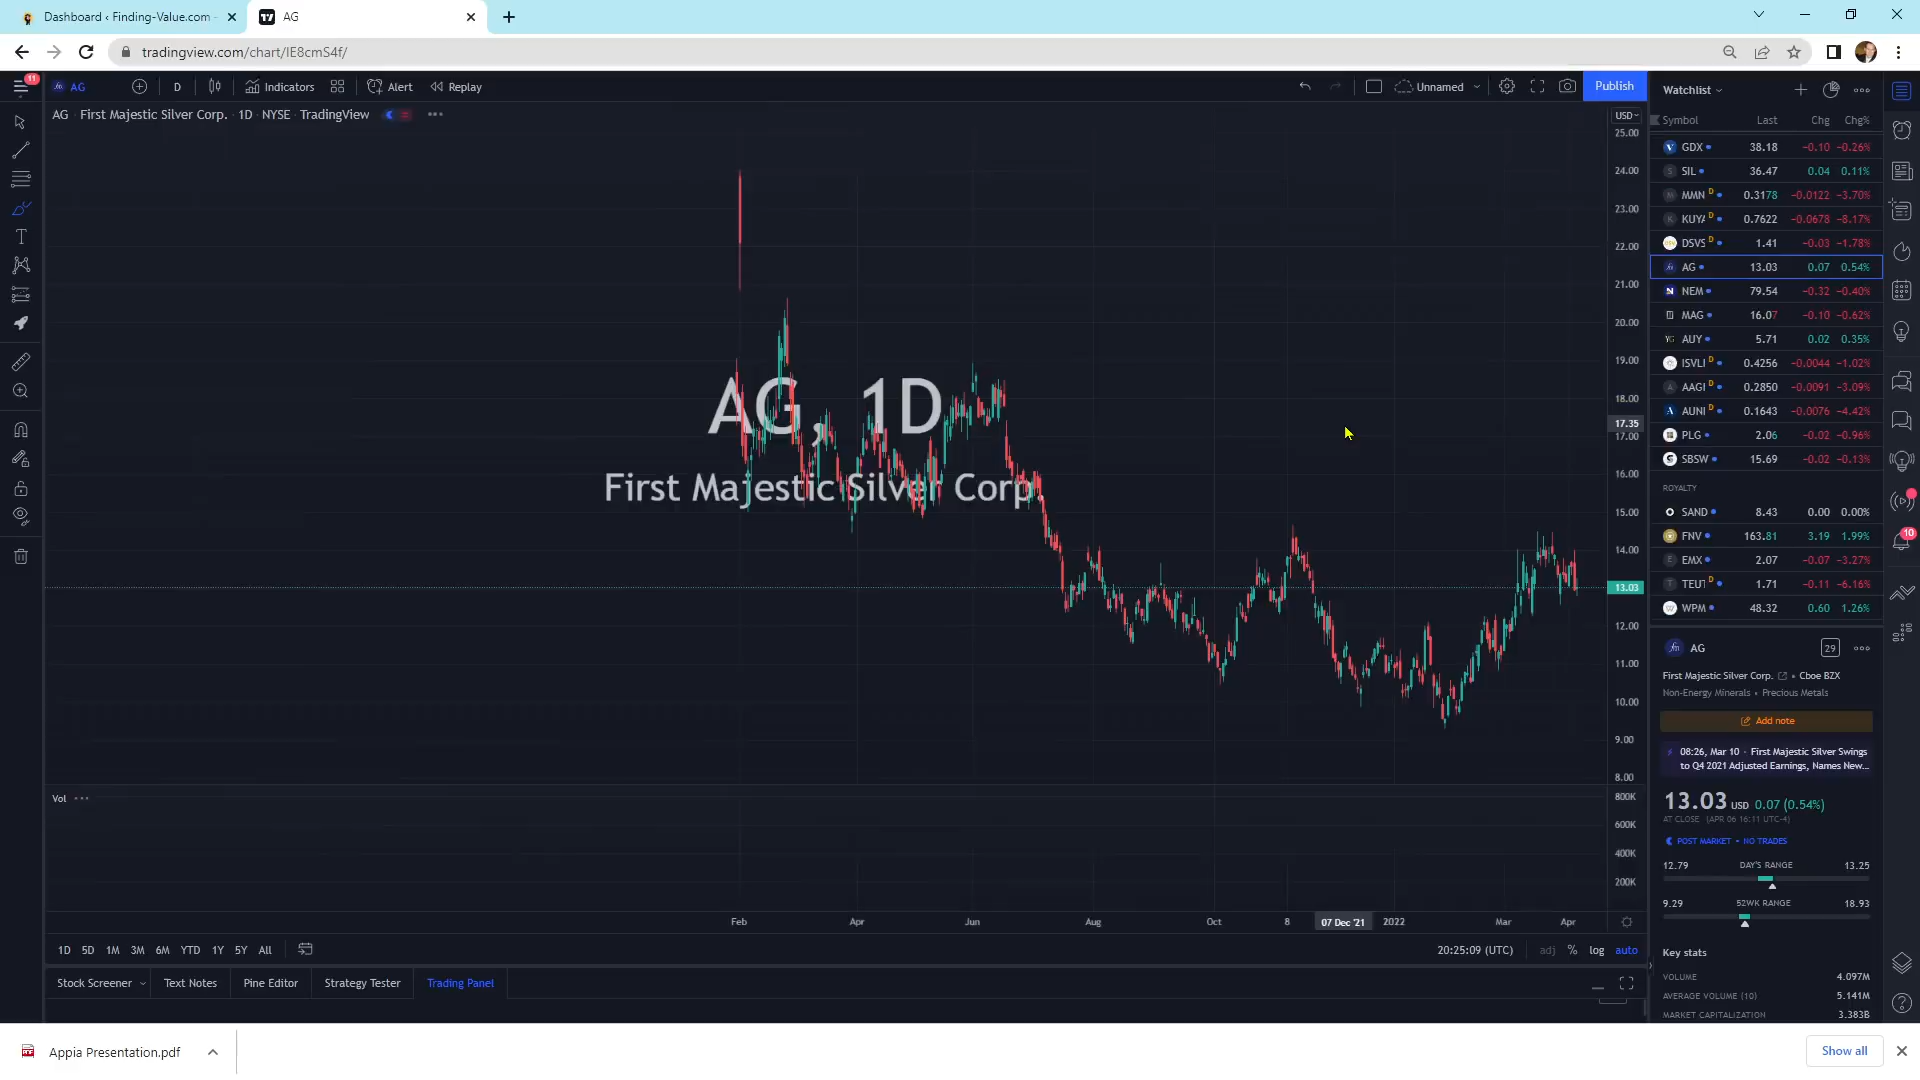 Dashboard ‹ Finding-Value.com
AG
tradingview.com/chart/IE8cmS4f/
11
AG
D
Indicators
Alert
Replay
Unnamed
Publish
AG First Majestic Silver Corp. · 1D · NYSE · TradingView
USD
25.00
24.00
23.00
22.00
21.00
20.00
19.00
18.00
17.35
17.00
16.00
15.00
14.00
13.03
12.00
11.00
10.00
9.00
8.00
AG, 1D
First Majestic Silver Corp.
Vol
800K
600K
400K
200K
Feb Apr Jun Aug Oct 8 07 Dec '21 2022 Mar Apr
1D 5D 1M 3M 6M YTD 1Y 5Y All
20:25:09 (UTC) adj % log auto
Stock Screener Text Notes Pine Editor Strategy Tester Trading Panel
Watchlist
Symbol Last Chg Chg%
GDX 38.18 −0.10 −0.26%
SIL 36.47 0.04 0.11%
MMN D 0.3178 −0.0122 −3.70%
KUYA D 0.7622 −0.0678 −8.17%
DSVS D 1.41 −0.03 −1.78%
AG 13.03 0.07 0.54%
NEM 79.54 −0.32 −0.40%
MAG 16.07 −0.10 −0.62%
AUY 5.71 0.02 0.35%
ISVLI D 0.4256 −0.0044 −1.02%
AAGI D 0.2850 −0.0091 −3.09%
AUNI D 0.1643 −0.0076 −4.42%
PLG 2.06 −0.02 −0.96%
SBSW 15.69 −0.02 −0.13%
ROYALTY
SAND 8.43 0.00 0.00%
FNV 163.81 3.19 1.99%
EMX 2.07 −0.07 −3.27%
TEUT D 1.71 −0.11 −6.16%
WPM 48.32 0.60 1.26%
AG
29
First Majestic Silver Corp. • Cboe BZX
Non-Energy Minerals • Precious Metals
Add note
08:26, Mar 10 · First Majestic Silver Swings
to Q4 2021 Adjusted Earnings, Names New...
13.03 USD 0.07 (0.54%)
AT CLOSE (APR 06 16:11 UTC-4)
POST MARKET • NO TRADES
12.79 DAY'S RANGE 13.25
9.29 52WK RANGE 18.93
Key stats
VOLUME 4.097M
AVERAGE VOLUME (10) 5.141M
MARKET CAPITALIZATION 3.383B
10
Appia Presentation.pdf
Show all